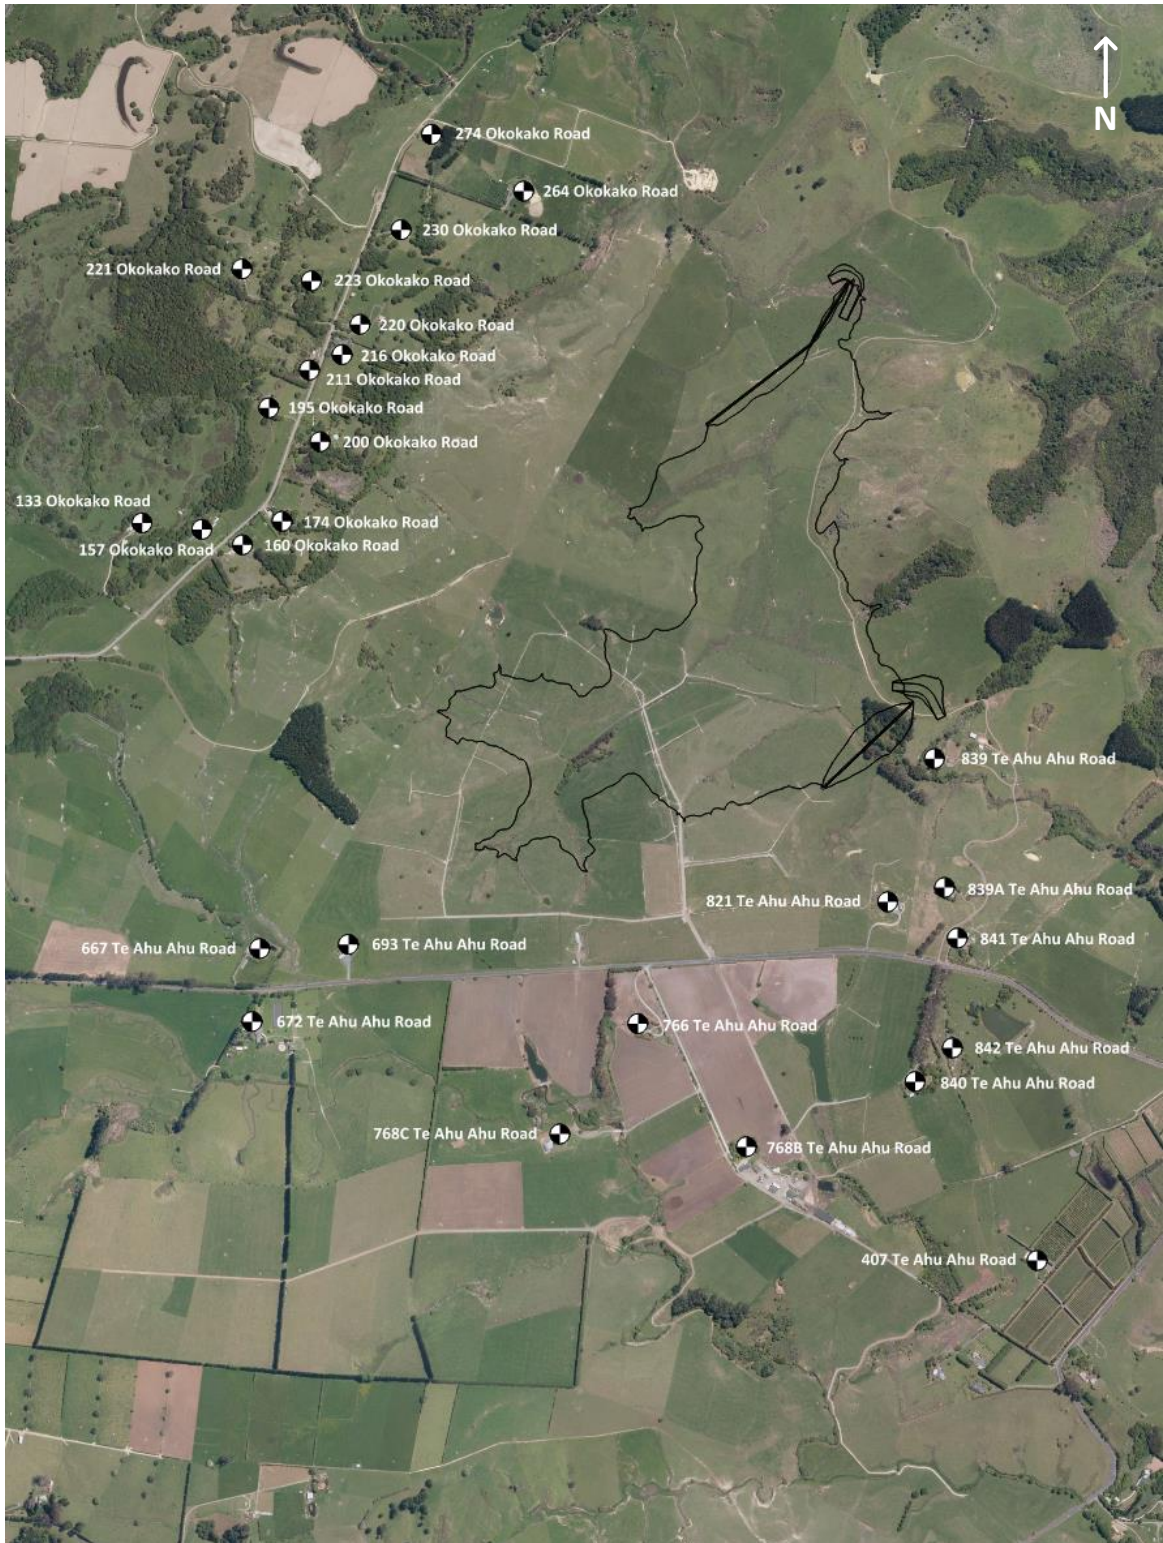 N
274 Okokako Road
264 Okokako Road
230 Okokako Road
221 Okokako Road
223 Okokako Road
220 Okokako Road
216 Okokako Road
211 Okokako Road
195 Okokako Road
200 Okokako Road
133 Okokako Road
174 Okokako Road
157 Okokako Road
160 Okokako Road
839 Te Ahu Ahu Road
839A Te Ahu Ahu Road
821 Te Ahu Ahu Road
841 Te Ahu Ahu Road
693 Te Ahu Ahu Road
667 Te Ahu Ahu Road
672 Te Ahu Ahu Road
766 Te Ahu Ahu Road
842 Te Ahu Ahu Road
840 Te Ahu Ahu Road
768C Te Ahu Ahu Road
768B Te Ahu Ahu Road
407 Te Ahu Ahu Road